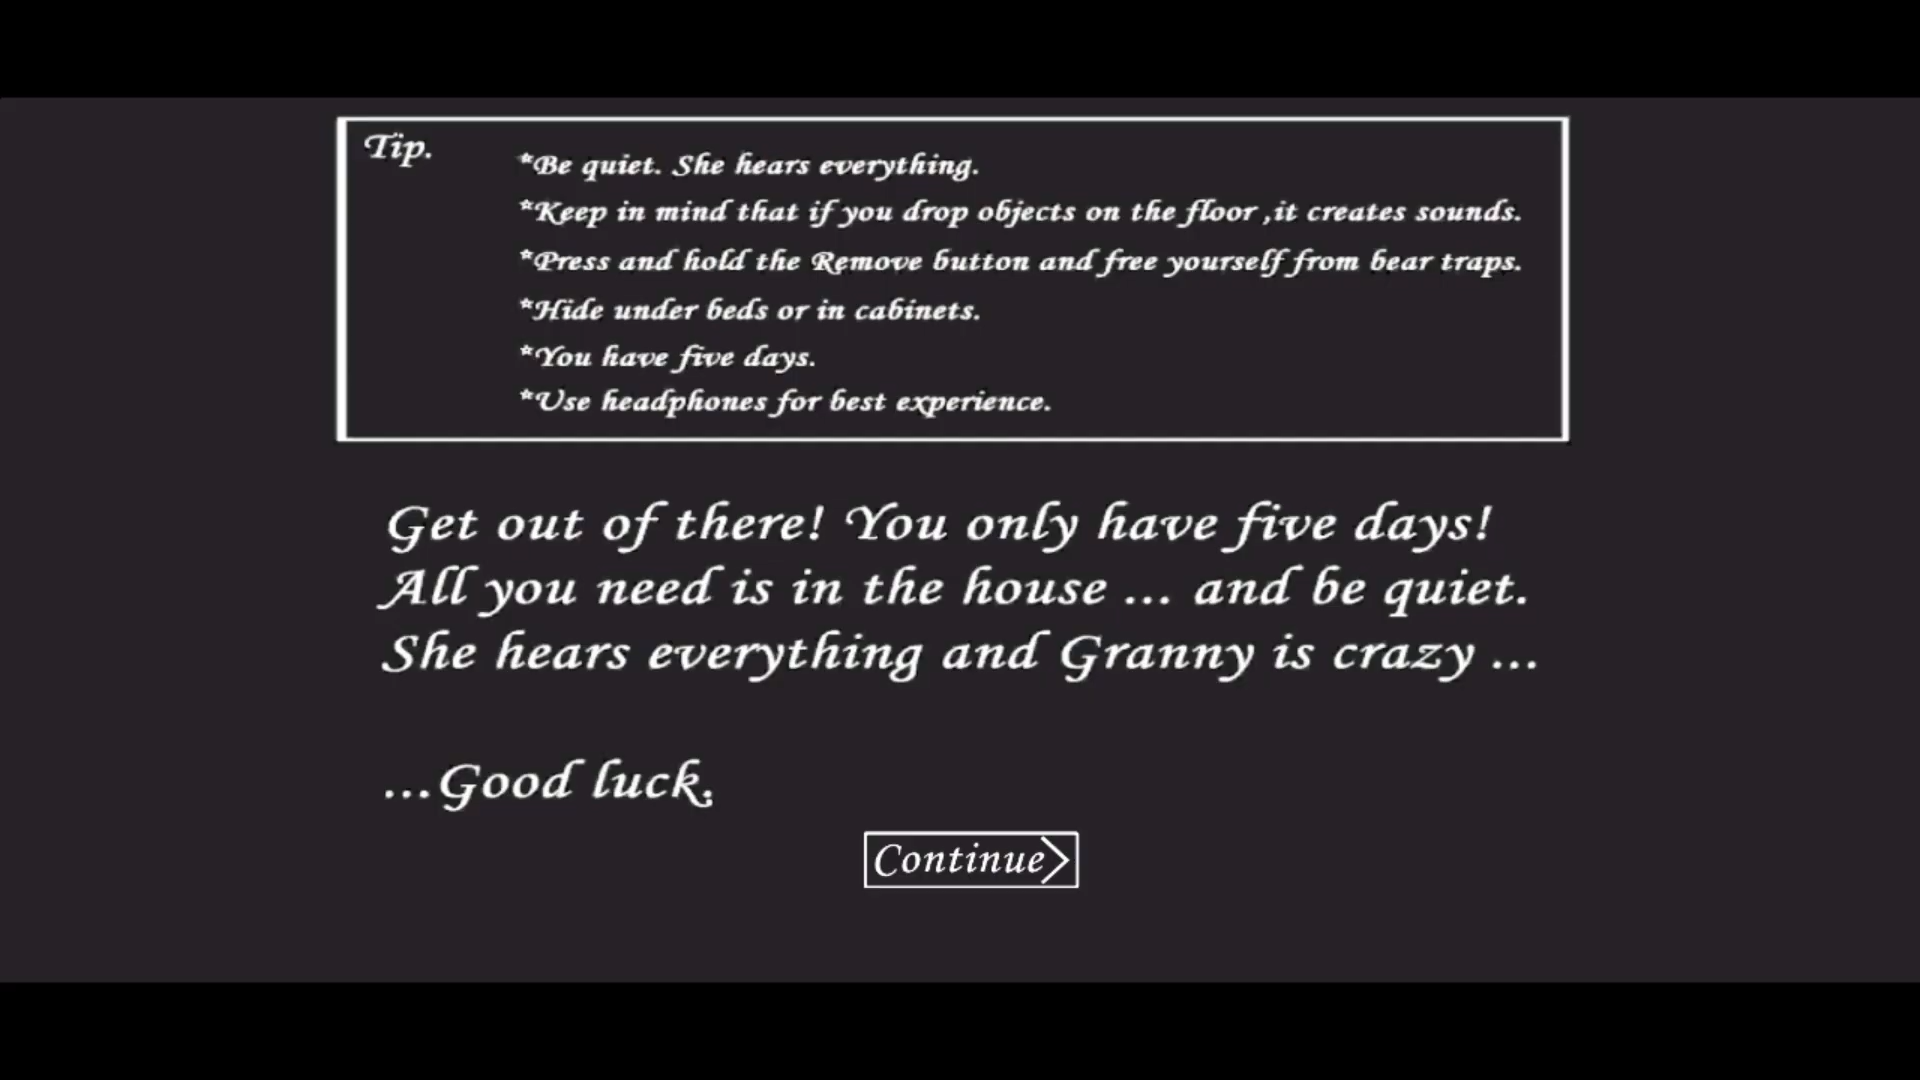 Tip.
*Be quiet. She hears everything.
*Keep in mind that if you drop objects on the floor ,it creates sounds.
*Press and hold the Remove button and free yourself from bear traps.
*Hide under beds or in cabinets.
*You have five days.
*Use headphones for best experience.
Get out of there! You only have five days!
All you need is in the house ... and be quiet.
She hears everything and Granny is crazy ...
...Good luck.
Continue>